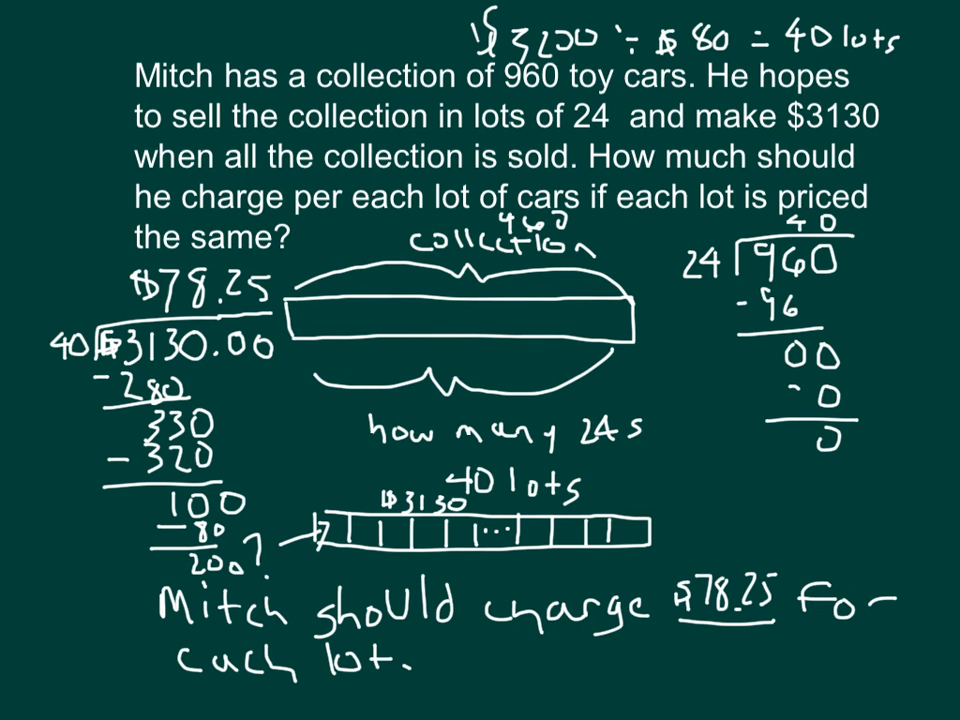 $3,200 ÷ $80 = 40 lots
Mitch has a collection of 960 toy cars. He hopes
to sell the collection in lots of 24 and make $3130
when all the collection is sold. How much should
he charge per each lot of cars if each lot is priced
the same?
960
collection
$78.25
40 $3130.00
-280
330
-320
100
-80
200
40
24 960
-96
00
-0
0
how many 24s
40 lots
$3130
...
?
Mitch should charge $78.25 For
each lot.